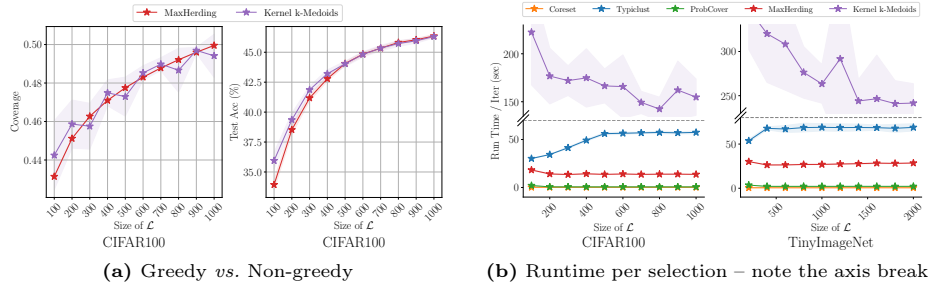 MaxHerding Kernel k-Medoids
Coverage
0.50
0.48
0.46
0.44
100 200 300 400 500 600 700 800 900 1000
Size of 𝓛
CIFAR100
Test Acc (%)
45.0
42.5
40.0
37.5
35.0
100 200 300 400 500 600 700 800 900 1000
Size of 𝓛
CIFAR100
(a) Greedy vs. Non-greedy
Coreset Typiclust ProbCover MaxHerding Kernel k-Medoids
Run Time / Iter (sec)
200
150
50
0
200 400 600 800 1000
Size of 𝓛
CIFAR100
300
250
50
0
500 1000 1500 2000
Size of 𝓛
TinyImageNet
(b) Runtime per selection – note the axis break